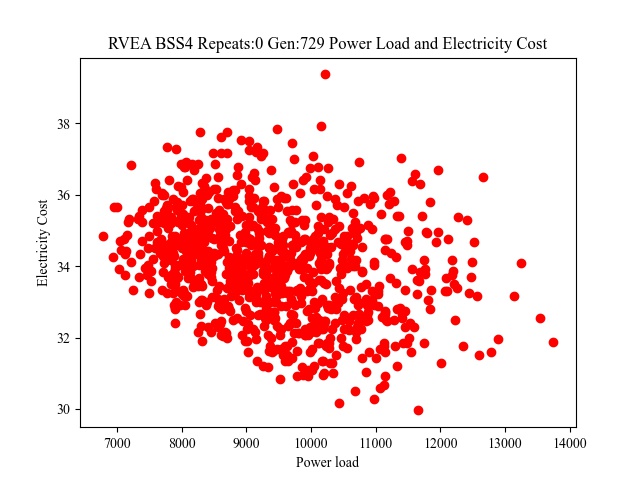 RVEA BSS4 Repeats:0 Gen:729 Power Load and Electricity Cost
Electricity Cost
38
36
34
32
30
7000 8000 9000 10000 11000 12000 13000 14000
Power load